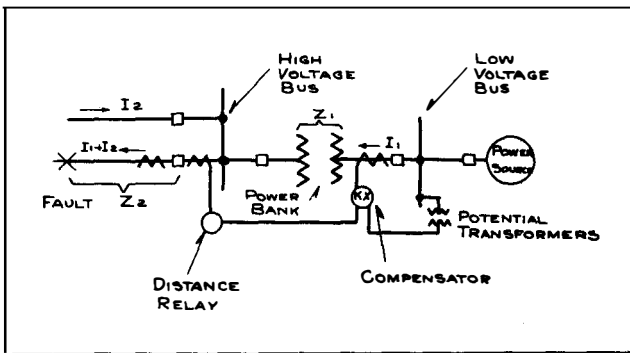 HIGH
VOLTAGE
BUS
LOW
VOLTAGE
BUS
I2
Z1
I1+I2
I1
POWER
SOURCE
FAULT
Z2
POWER
BANK
KX
POTENTIAL
TRANSFORMERS
DISTANCE
RELAY
COMPENSATOR